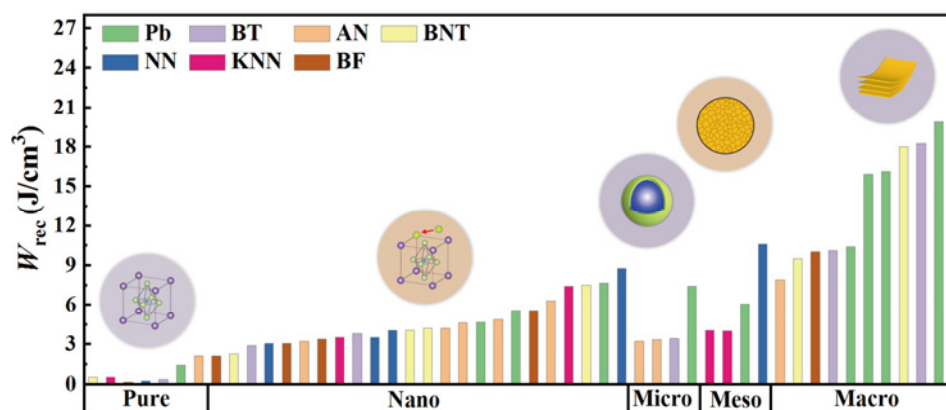 27
24
21
18
15
12
9
6
3
0
W_rec (J/cm³)
Pb BT AN BNT
NN KNN BF
Pure Nano Micro Meso Macro